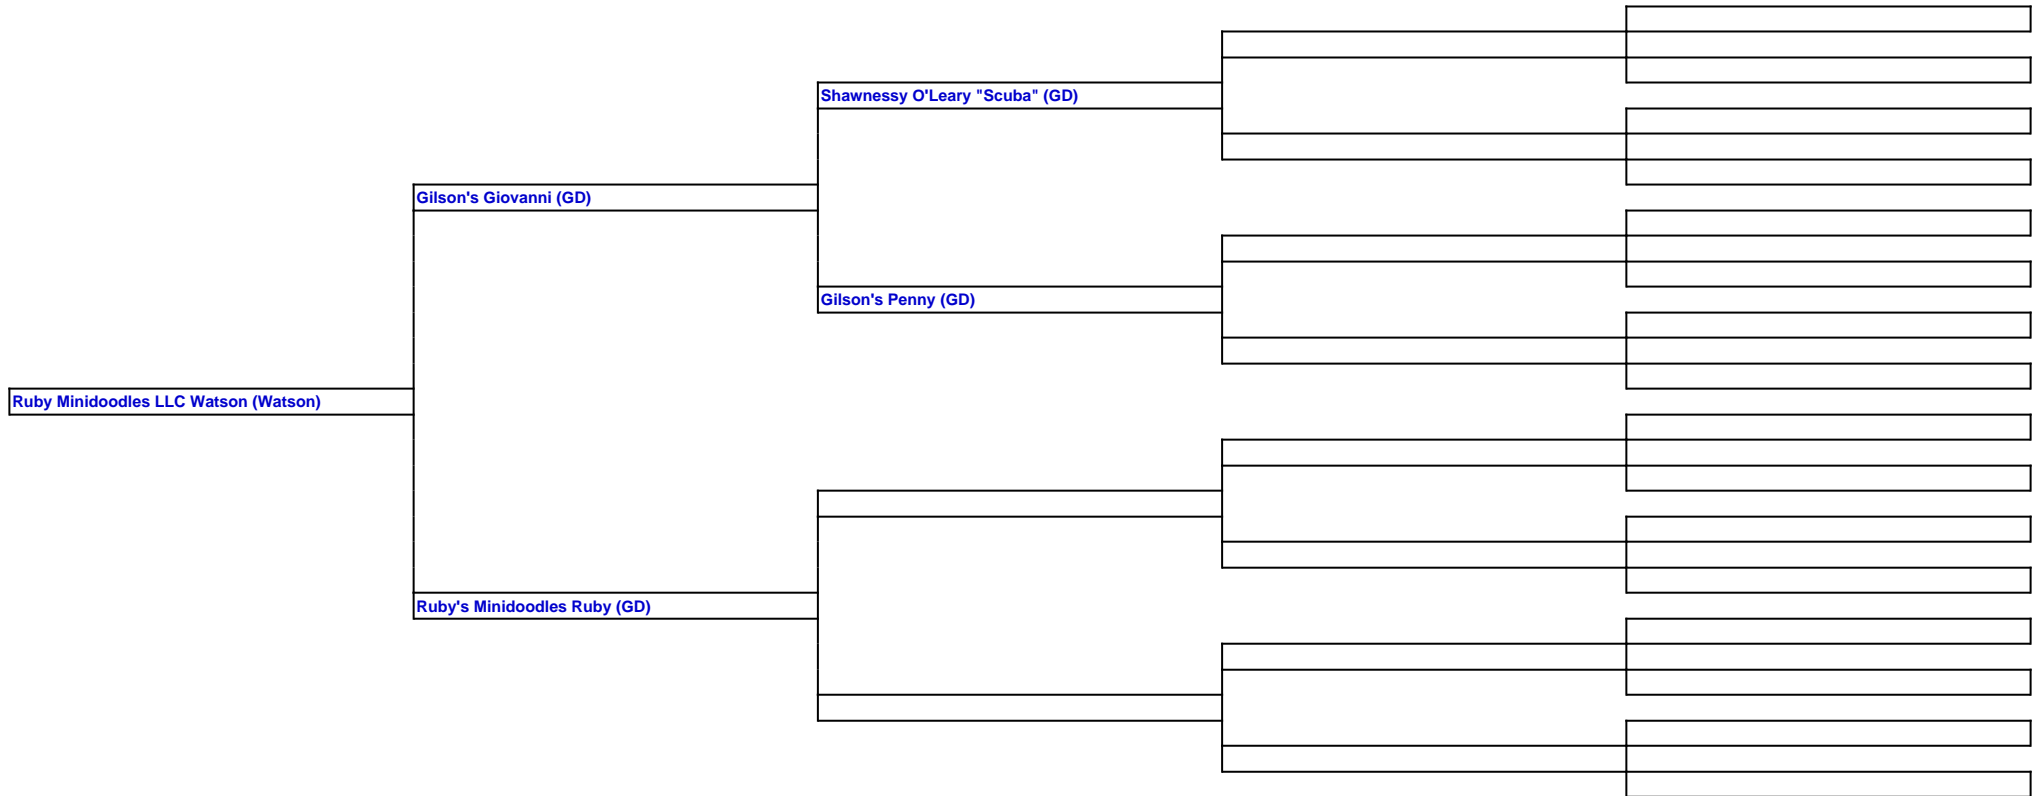 Shawnessy O'Leary "Scuba" (GD)
Gilson's Giovanni (GD)
Gilson's Penny (GD)
Ruby Minidoodles LLC Watson (Watson)
Ruby's Minidoodles Ruby (GD)